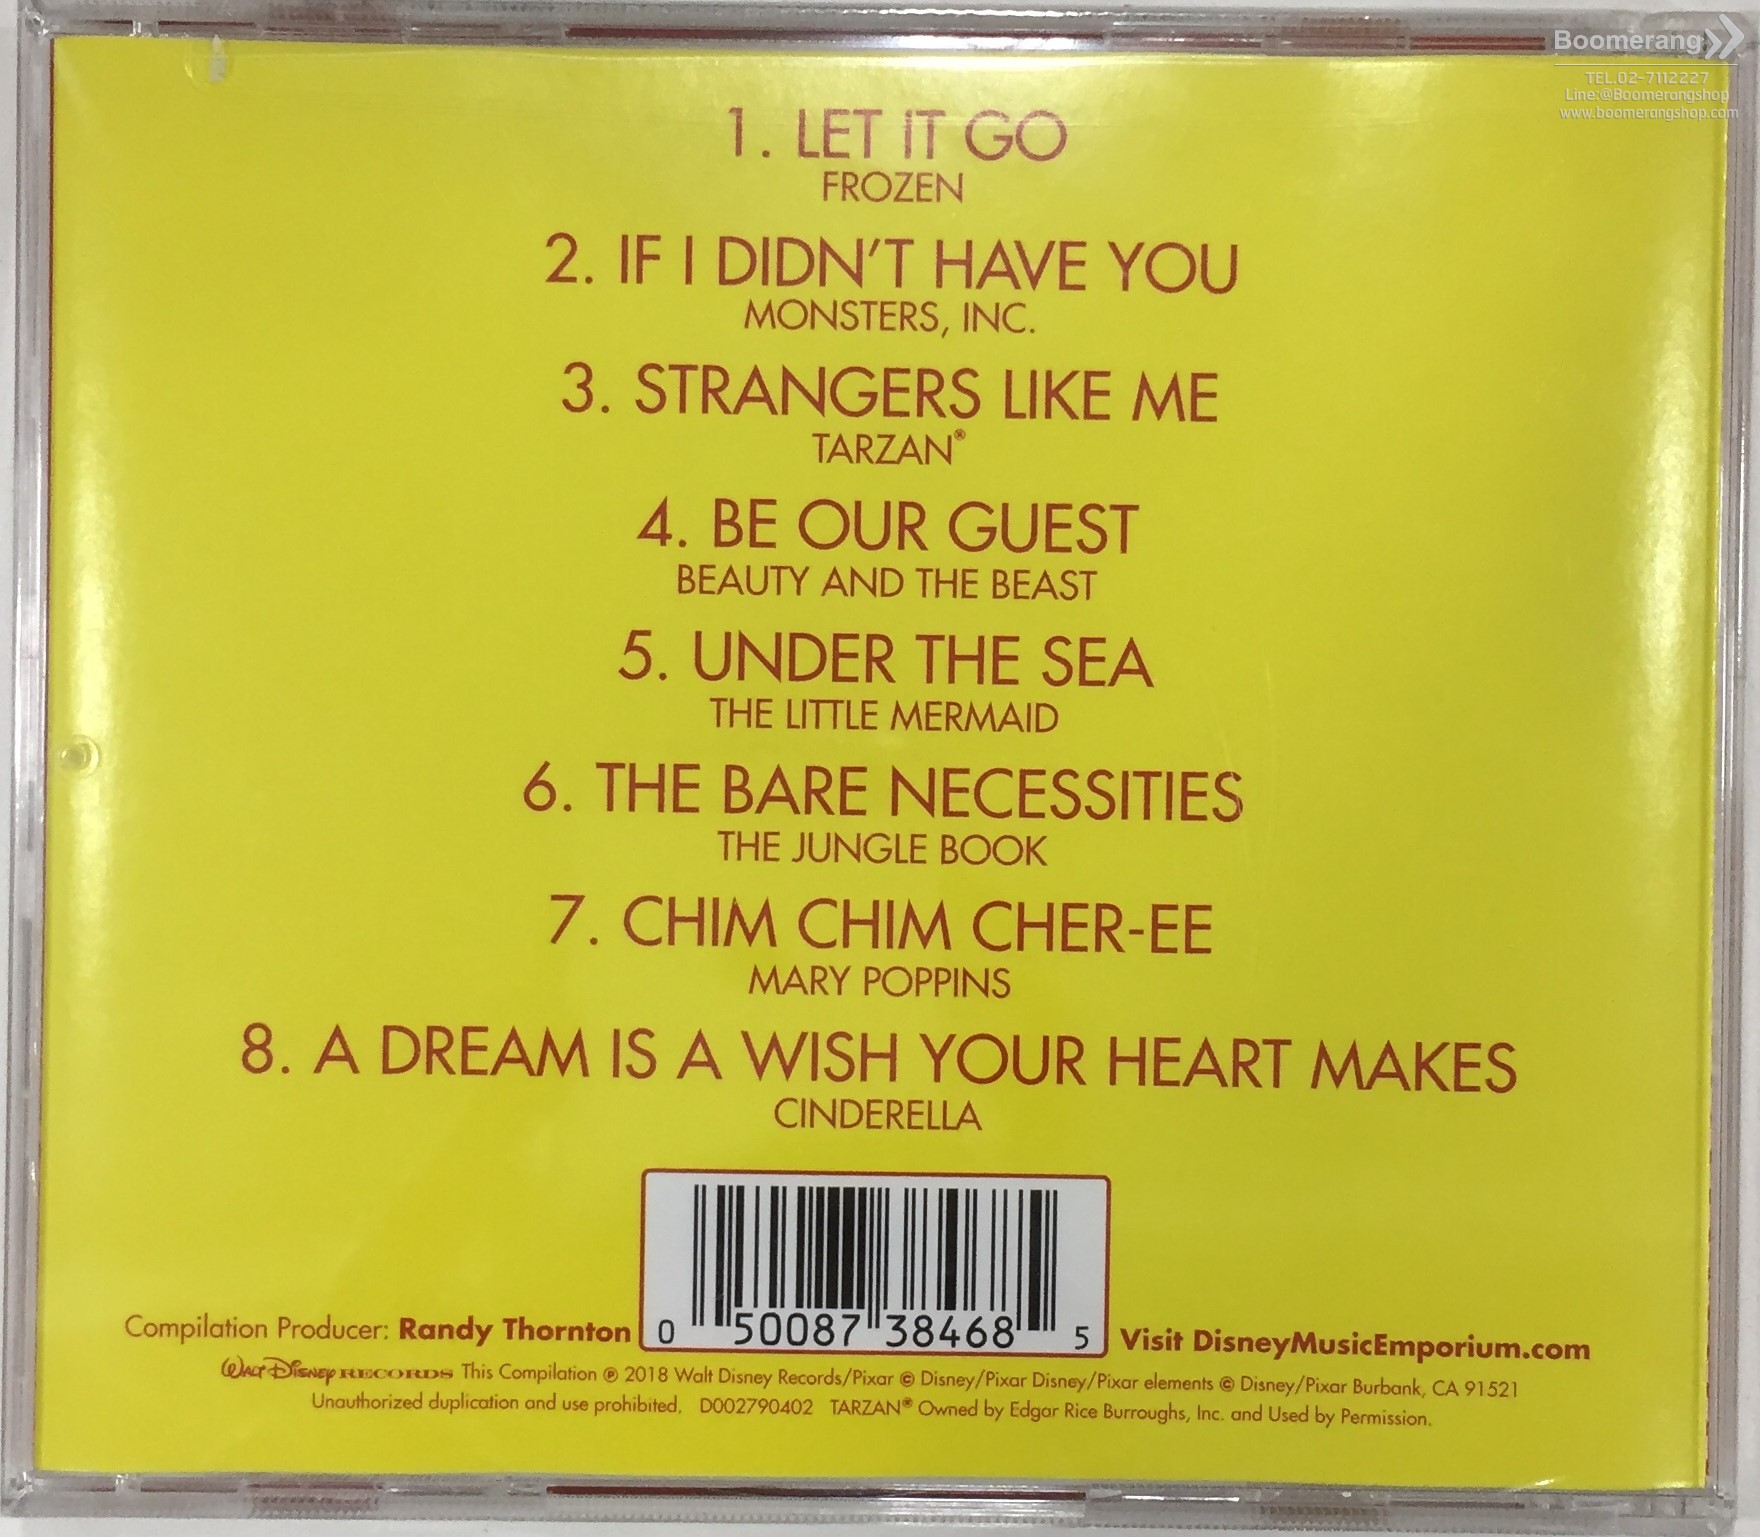 Boomerang
TEL.02-7112227
Line:@Boomerangshop
www.boomerangshop.com
1. LET IT GO
FROZEN
2. IF I DIDN'T HAVE YOU
MONSTERS, INC.
3. STRANGERS LIKE ME
TARZAN®
4. BE OUR GUEST
BEAUTY AND THE BEAST
5. UNDER THE SEA
THE LITTLE MERMAID
6. THE BARE NECESSITIES
THE JUNGLE BOOK
7. CHIM CHIM CHER-EE
MARY POPPINS
8. A DREAM IS A WISH YOUR HEART MAKES
CINDERELLA
Compilation Producer: Randy Thornton
0 50087 38468 5
Visit DisneyMusicEmporium.com
WALT DISNEY RECORDS This Compilation ℗ 2018 Walt Disney Records/Pixar © Disney/Pixar Disney/Pixar elements © Disney/Pixar Burbank, CA 91521
Unauthorized duplication and use prohibited. D002790402 TARZAN® Owned by Edgar Rice Burroughs, Inc. and Used by Permission.